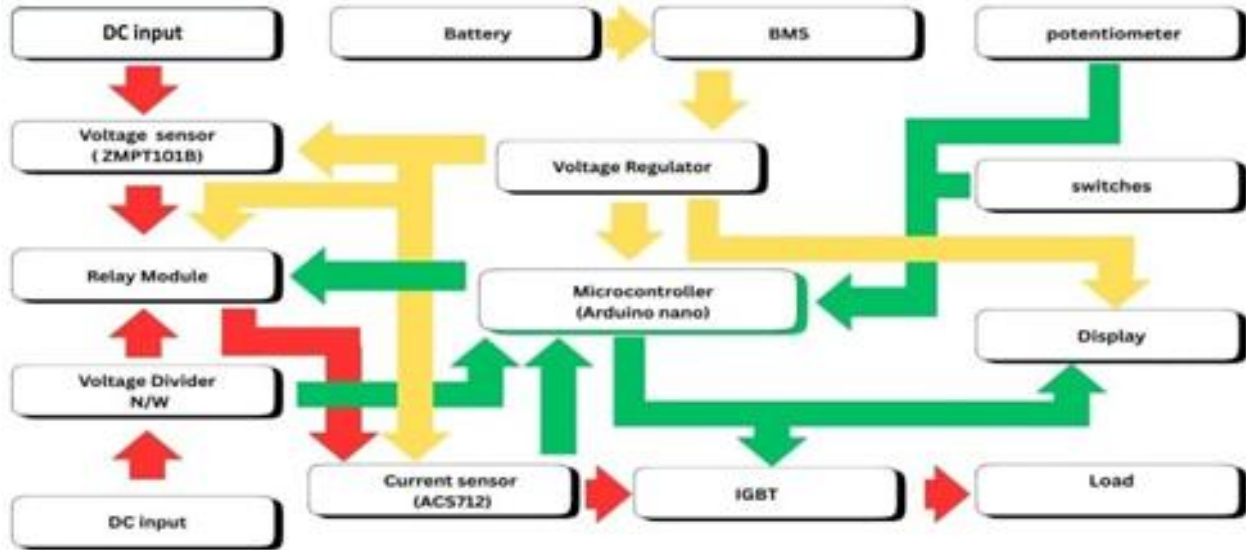 DC input
Battery
BMS
potentiometer
Voltage sensor
( ZMPT101B)
Voltage Regulator
switches
Relay Module
Microcontroller
(Arduino nano)
Display
Voltage Divider
N/W
Current sensor
(ACS712)
IGBT
Load
DC input